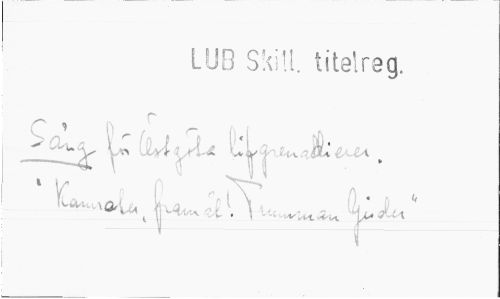 LUB Skill. titelreg.
Sång för Östgöta lifgrenadierer.
"Kamrater, framåt! Trumman ljuder"